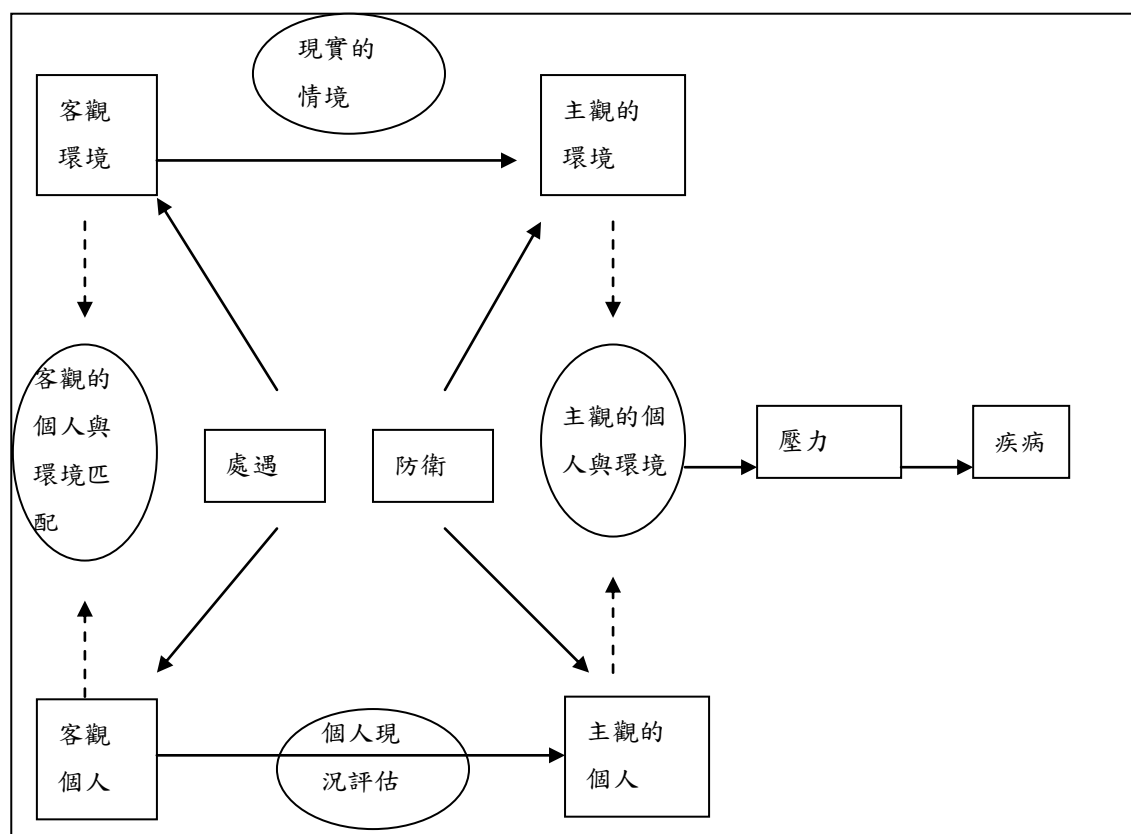 現實的
情境
客觀
環境
主觀的
環境
客觀的
個人與
環境匹
配
處遇
防衛
主觀的個
人與環境
壓力
疾病
客觀
個人
個人現
況評估
主觀的
個人